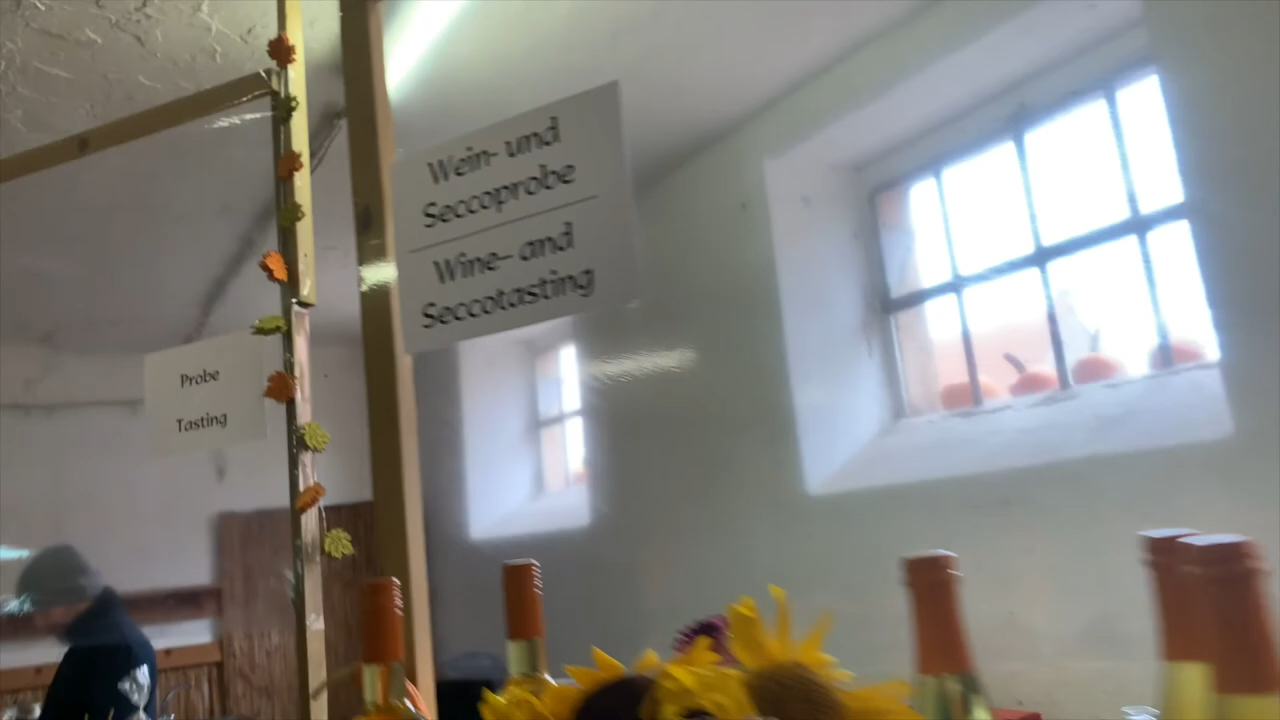 Wein- und
Seccoprobe
Wine- and
Seccotasting
Probe
Tasting